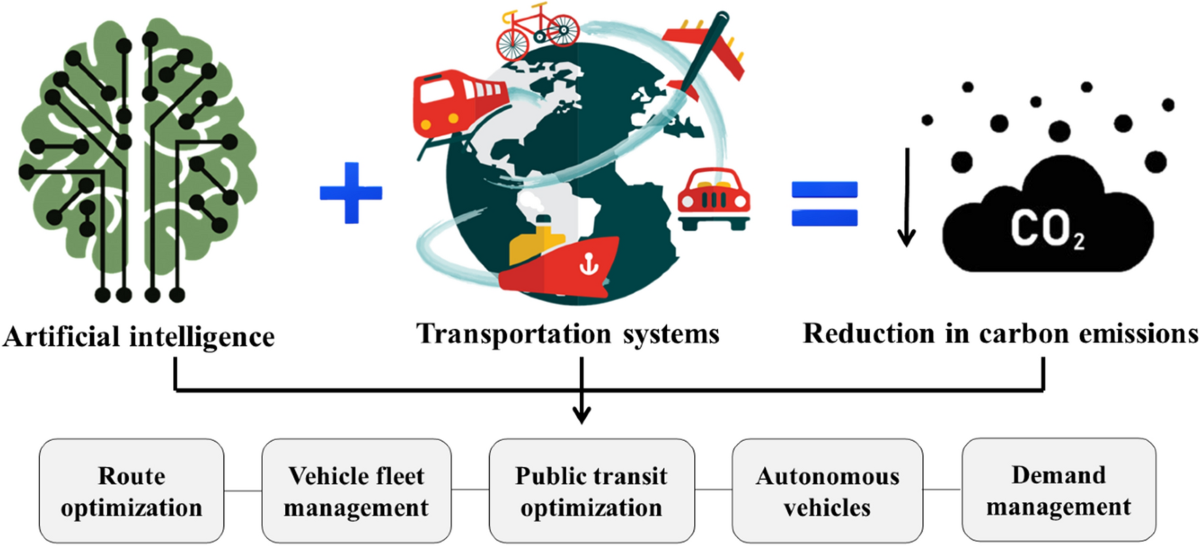 CO₂
Artificial intelligence
Transportation systems
Reduction in carbon emissions
Route
optimization
Vehicle fleet
management
Public transit
optimization
Autonomous
vehicles
Demand
management